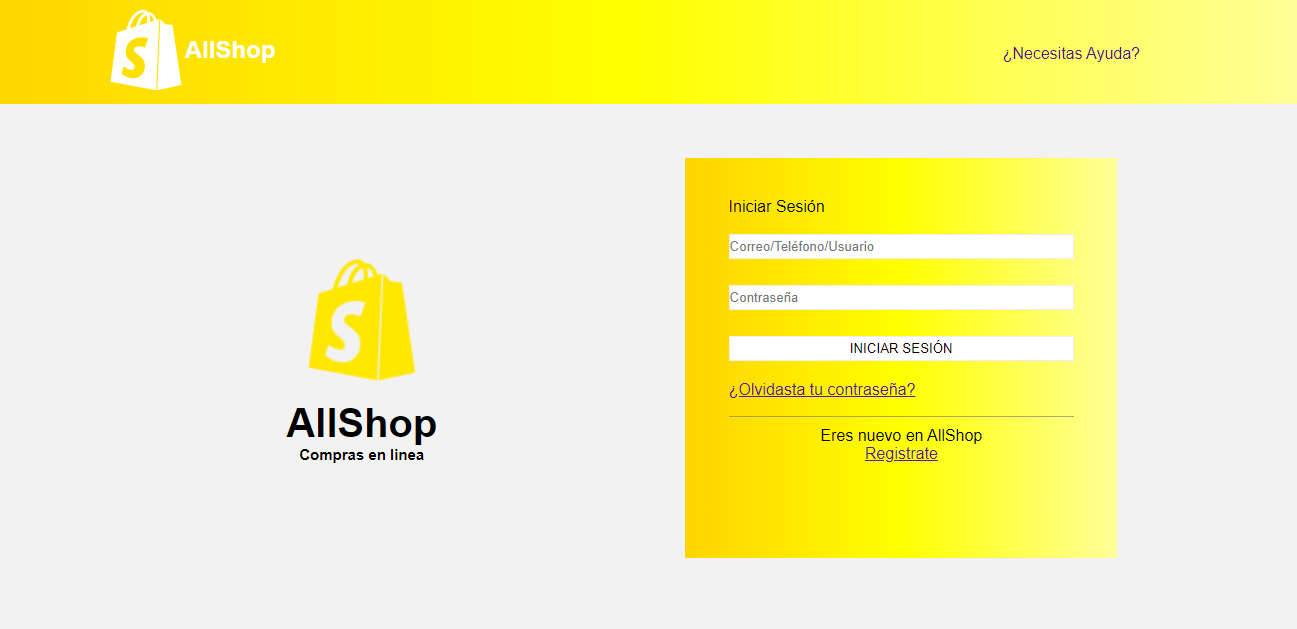 AllShop
¿Necesitas Ayuda?
AllShop
Compras en linea
Iniciar Sesión
Correo/Teléfono/Usuario
Contraseña
INICIAR SESIÓN
¿Olvidasta tu contraseña?
Eres nuevo en AllShop
Registrate